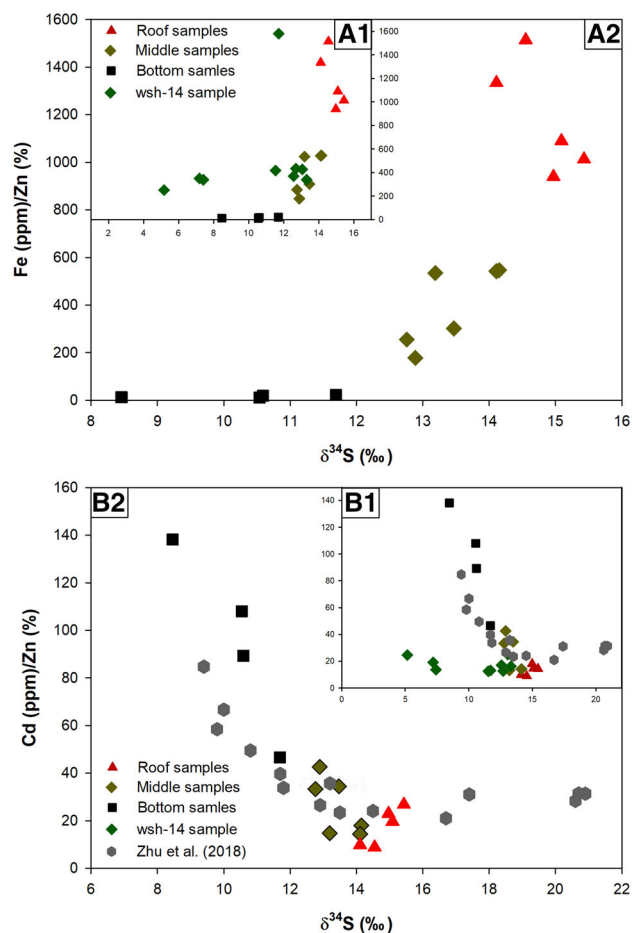 1600
1400
1200
1000
800
600
400
200
0
Fe (ppm)/Zn (%)
8 9 10 11 12 13 14 15 16
δ34S (‰)
A1
A2
Roof samples
Middle samples
Bottom samles
wsh-14 sample
1600
1400
1200
1000
800
600
400
200
0
2 4 6 8 10 12 14 16
160
140
120
100
80
60
40
20
0
Cd (ppm)/Zn (%)
6 8 10 12 14 16 18 20 22
δ34S (‰)
B2
B1
140
120
100
80
60
40
20
0
0 5 10 15 20
Roof samples
Middle samples
Bottom samples
wsh-14 sample
Zhu et al. (2018)